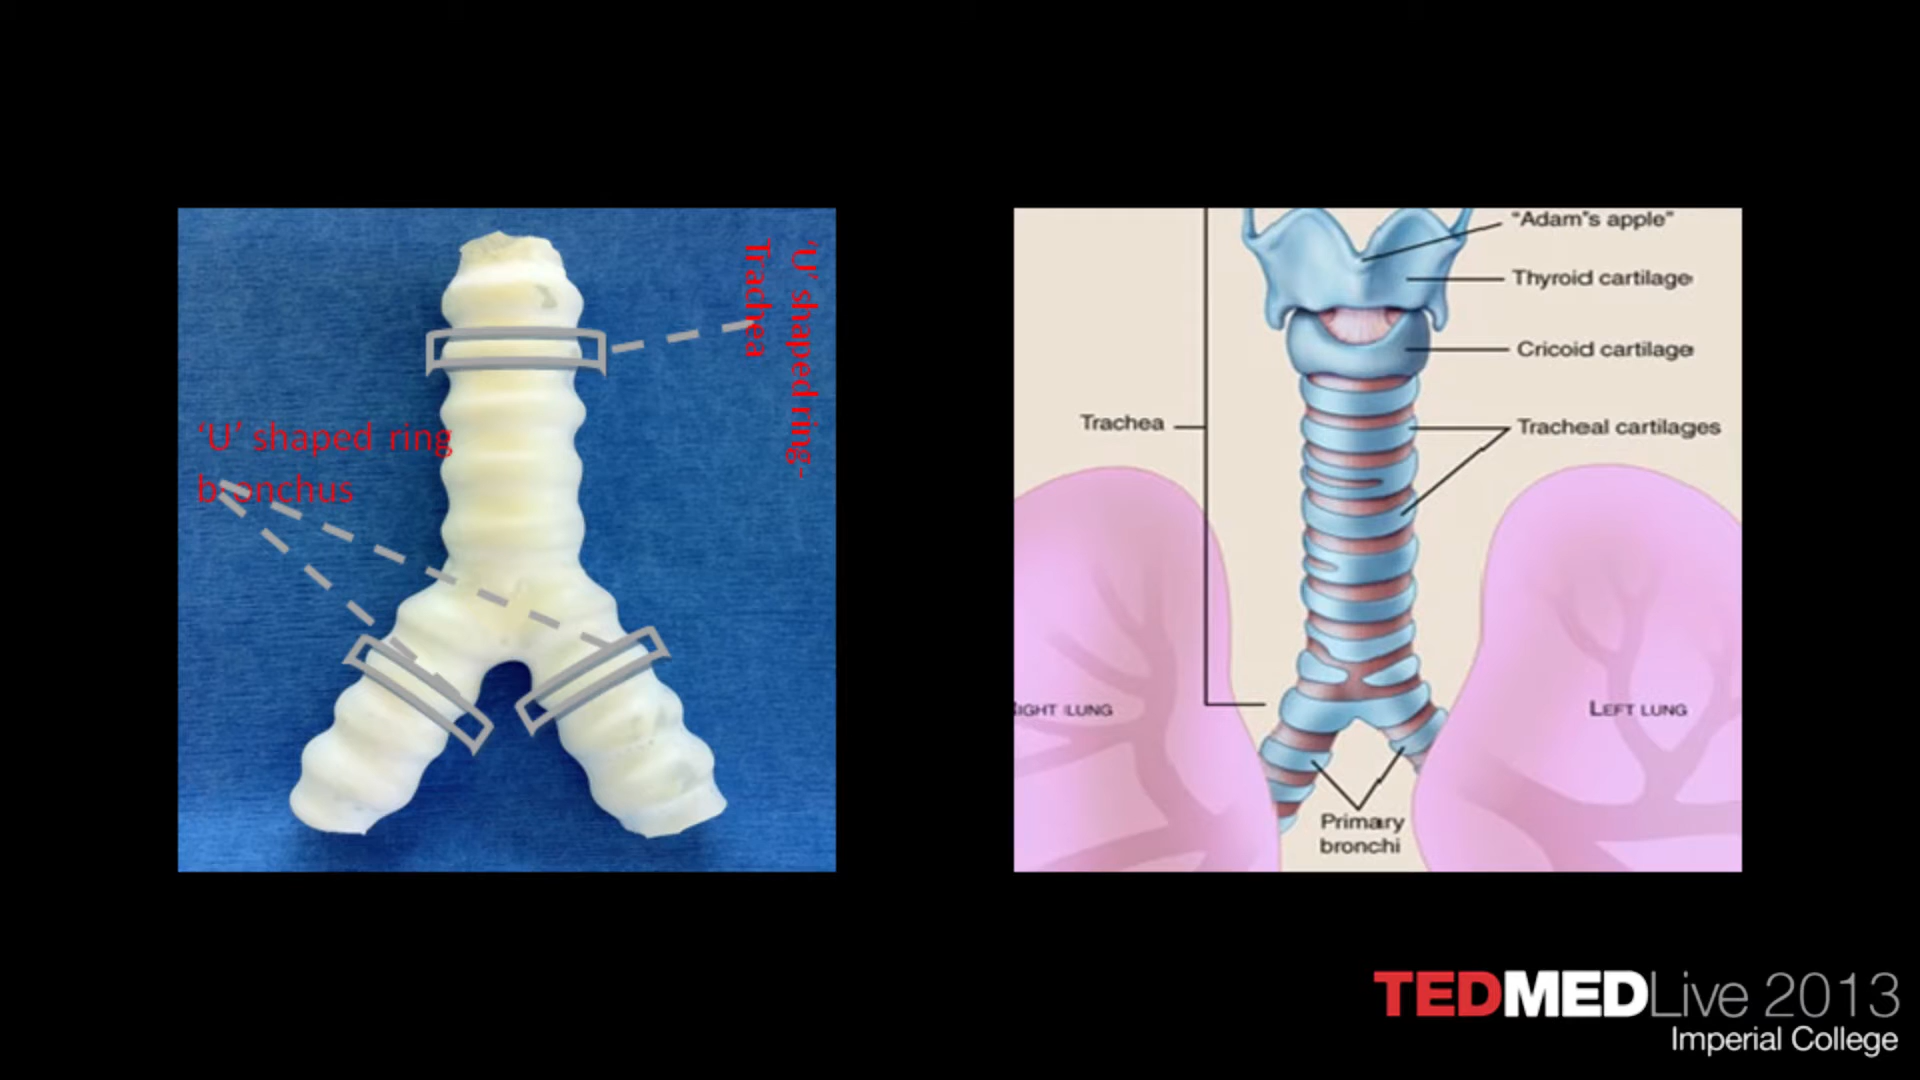 'U' shaped ring-
Trachea
'U' shaped ring
bronchus
"Adam's apple"
Thyroid cartilage
Cricoid cartilage
Trachea
Tracheal cartilages
IGHT LUNG
LEFT LUNG
Primary
bronchi
TEDMEDLive 2013
Imperial College